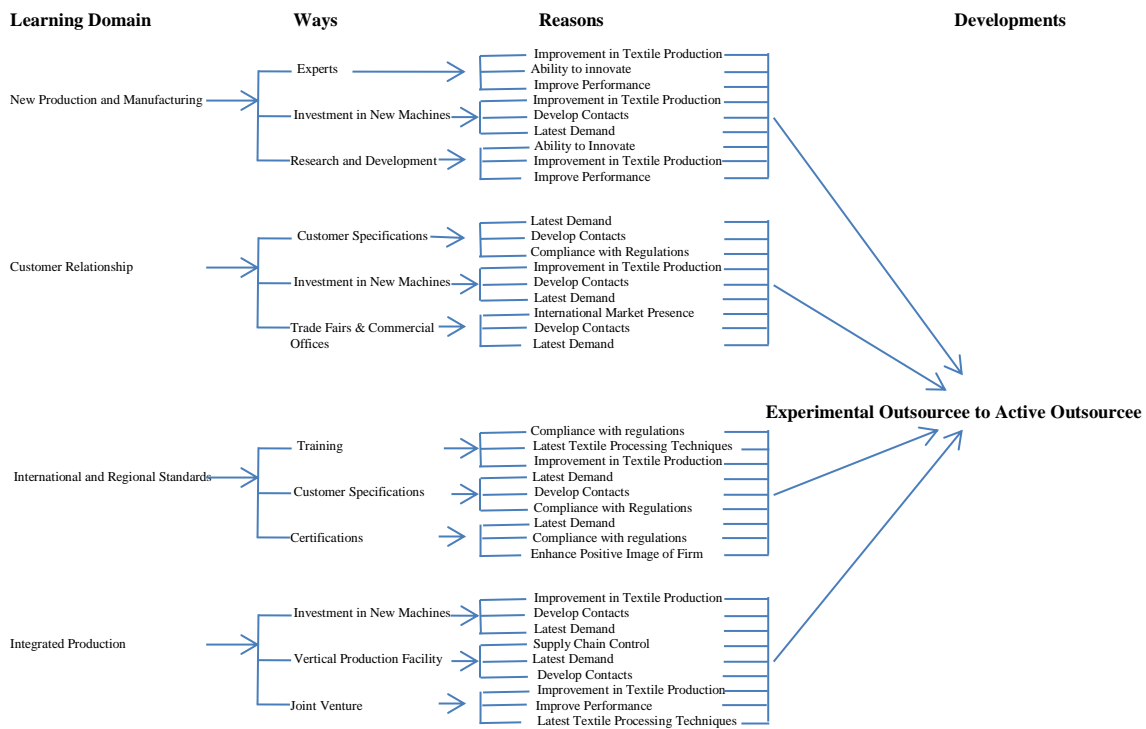 Learning Domain
Ways
Reasons
Developments
New Production and Manufacturing
Experts
Improvement in Textile Production
Ability to innovate
Improve Performance
Investment in New Machines
Improvement in Textile Production
Develop Contacts
Latest Demand
Research and Development
Ability to Innovate
Improvement in Textile Production
Improve Performance
Customer Relationship
Customer Specifications
Latest Demand
Develop Contacts
Compliance with Regulations
Investment in New Machines
Improvement in Textile Production
Develop Contacts
Latest Demand
Trade Fairs & Commercial
Offices
International Market Presence
Develop Contacts
Latest Demand
Experimental Outsourcee to Active Outsourcee
International and Regional Standards
Training
Compliance with regulations
Latest Textile Processing Techniques
Improvement in Textile Production
Customer Specifications
Latest Demand
Develop Contacts
Compliance with Regulations
Certifications
Latest Demand
Compliance with regulations
Enhance Positive Image of Firm
Integrated Production
Investment in New Machines
Improvement in Textile Production
Develop Contacts
Latest Demand
Vertical Production Facility
Supply Chain Control
Latest Demand
Develop Contacts
Joint Venture
Improvement in Textile Production
Improve Performance
Latest Textile Processing Techniques